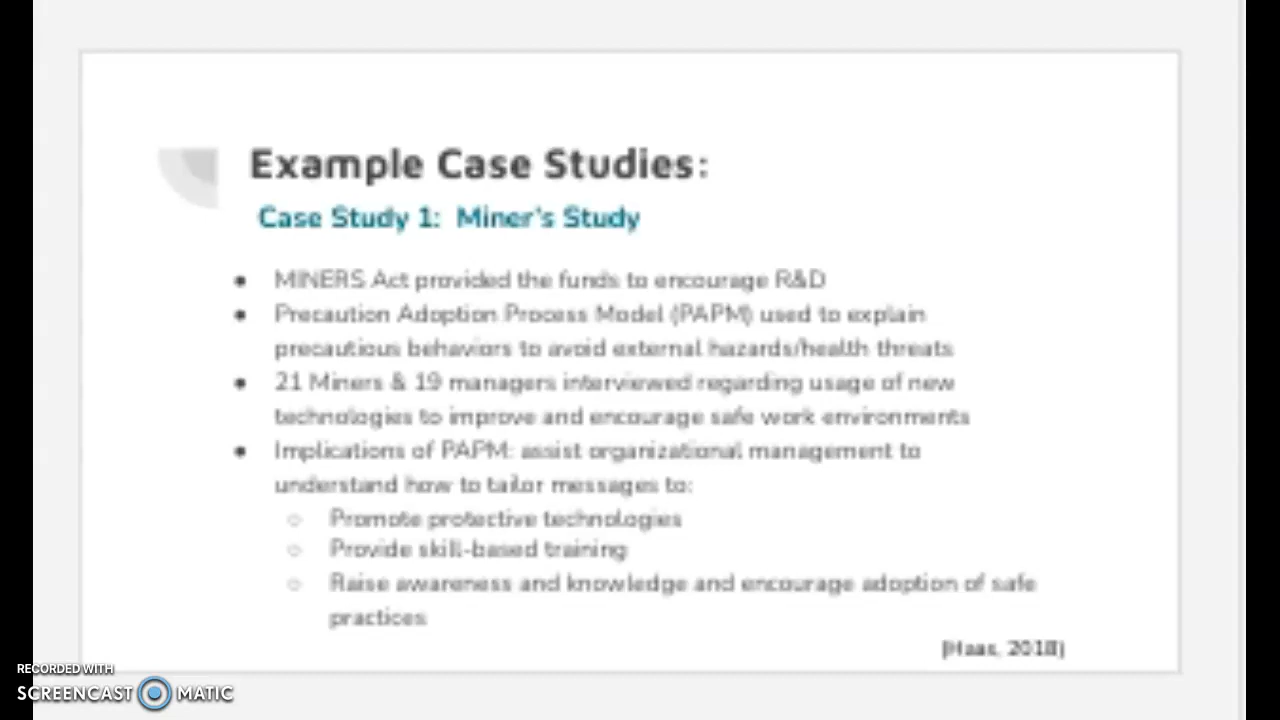 Example Case Studies:
Case Study 1: Miner's Study
● MINERS Act provided the funds to encourage R&D
● Precaution Adoption Process Model (PAPM) used to explain
precautious behaviors to avoid external hazards/health threats
● 21 Miners & 19 managers interviewed regarding usage of new
technologies to improve and encourage safe work environments
● Implications of PAPM: assist organizational management to
understand how to tailor messages to:
○ Promote protective technologies
○ Provide skill-based training
○ Raise awareness and knowledge and encourage adoption of safe
practices
(Haas, 2018)
RECORDED WITH
SCREENCAST MATIC